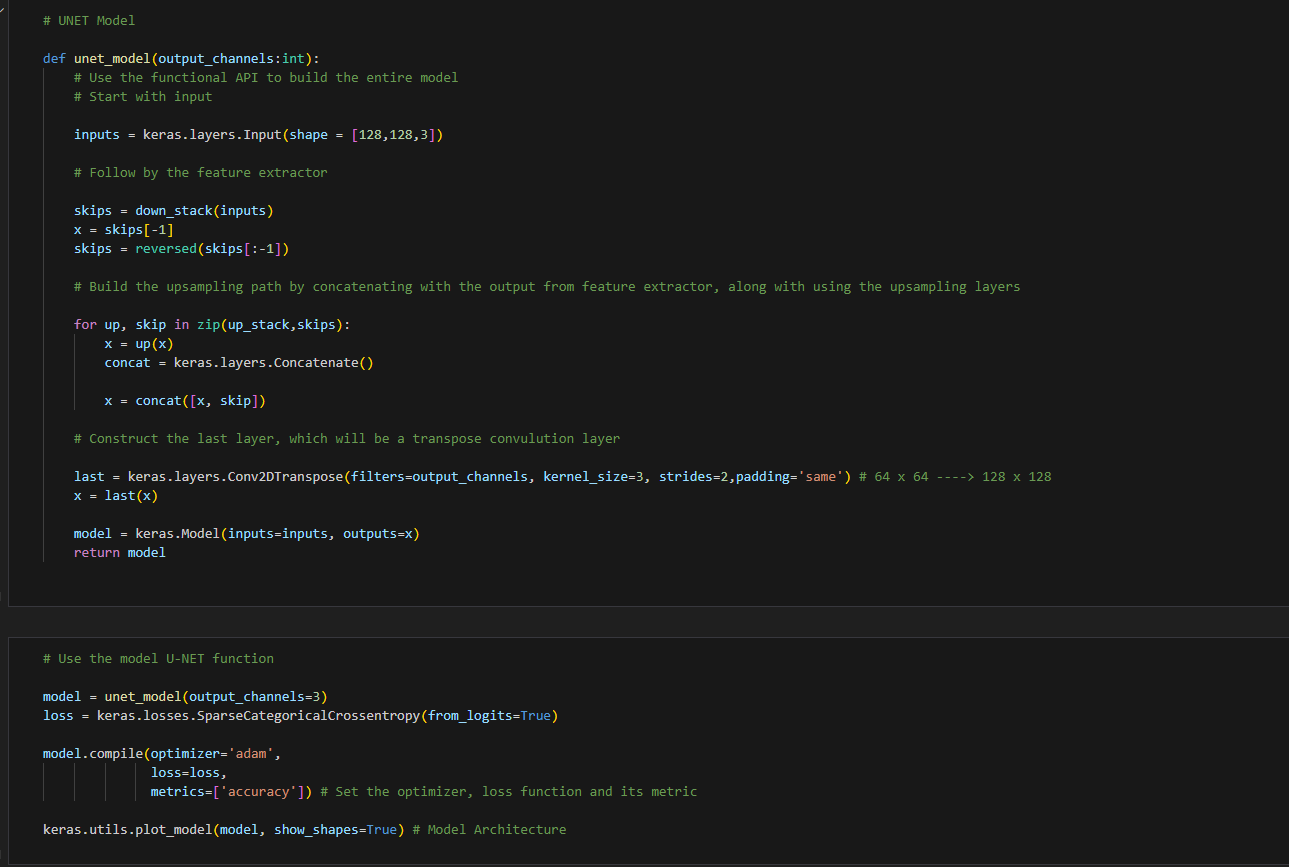 # UNET Model
def unet_model(output_channels:int):
# Use the functional API to build the entire model
# Start with input
inputs = keras.layers.Input(shape = [128,128,3])
# Follow by the feature extractor
skips = down_stack(inputs)
x = skips[-1]
skips = reversed(skips[:-1])
# Build the upsampling path by concatenating with the output from feature extractor, along with using the upsampling layers
for up, skip in zip(up_stack,skips):
x = up(x)
concat = keras.layers.Concatenate()
x = concat([x, skip])
# Construct the last layer, which will be a transpose convulution layer
last = keras.layers.Conv2DTranspose(filters=output_channels, kernel_size=3, strides=2,padding='same') # 64 x 64 ----> 128 x 128
x = last(x)
model = keras.Model(inputs=inputs, outputs=x)
return model
# Use the model U-NET function
model = unet_model(output_channels=3)
loss = keras.losses.SparseCategoricalCrossentropy(from_logits=True)
model.compile(optimizer='adam',
loss=loss,
metrics=['accuracy']) # Set the optimizer, loss function and its metric
keras.utils.plot_model(model, show_shapes=True) # Model Architecture